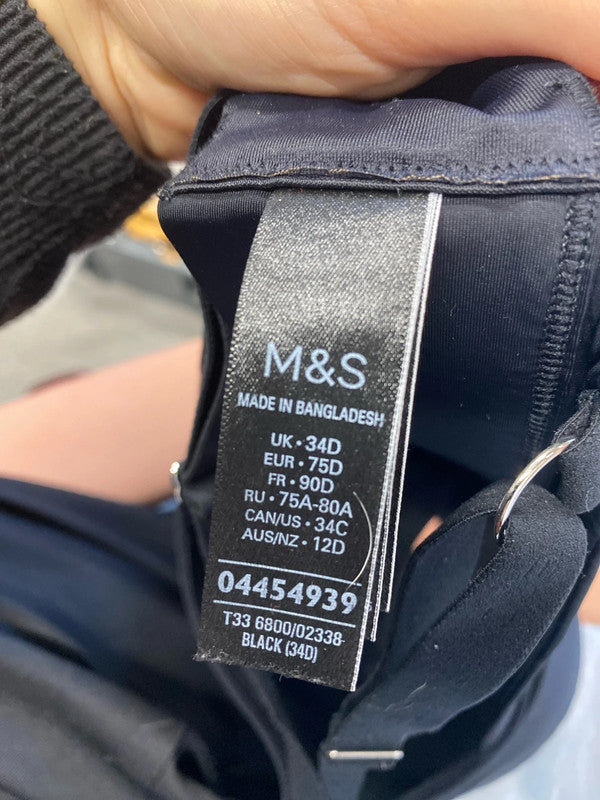 M&S
MADE IN BANGLADESH
UK • 34D
EUR • 75D
FR • 90D
RU • 75A-80A
CAN/US • 34C
AUS/NZ • 12D
04454939
T33 6800/02338
BLACK (34D)